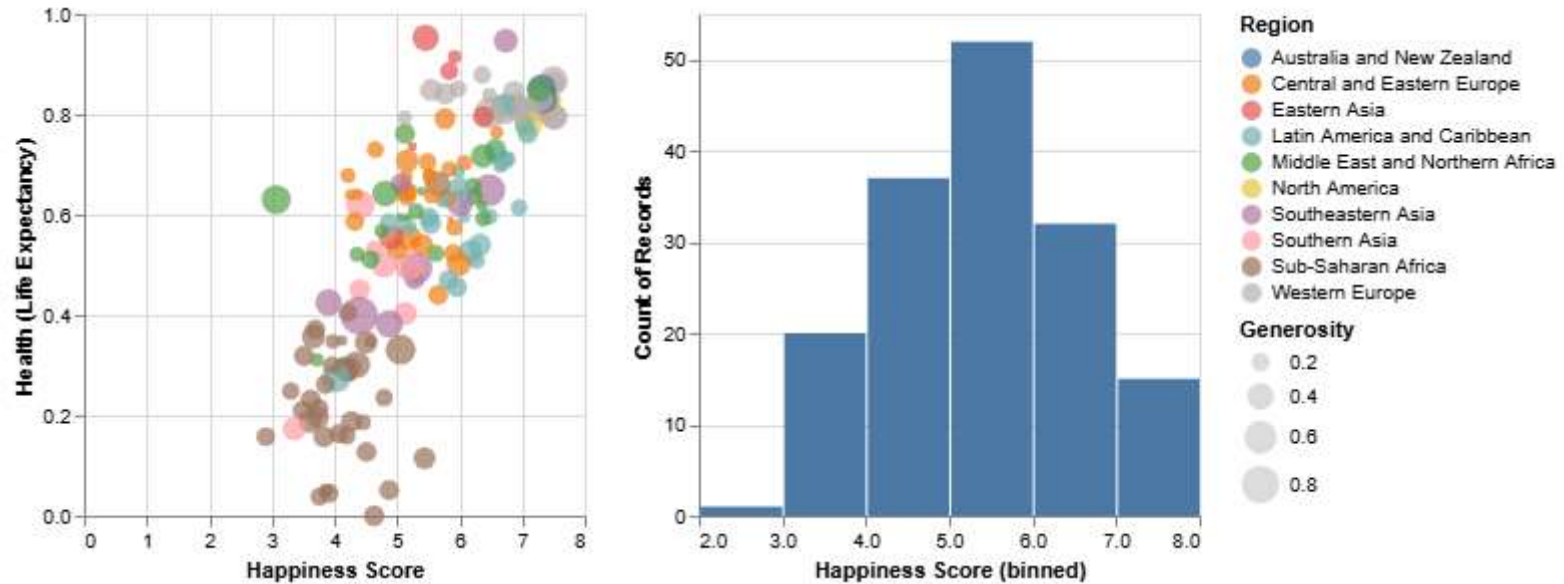 1.0
0.8
0.6
0.4
0.2
0.0
Health (Life Expectancy)
0 1 2 3 4 5 6 7 8
Happiness Score
50
40
30
20
10
0
Count of Records
2.0 3.0 4.0 5.0 6.0 7.0 8.0
Happiness Score (binned)
Region
Australia and New Zealand
Central and Eastern Europe
Eastern Asia
Latin America and Caribbean
Middle East and Northern Africa
North America
Southeastern Asia
Southern Asia
Sub-Saharan Africa
Western Europe
Generosity
0.2
0.4
0.6
0.8